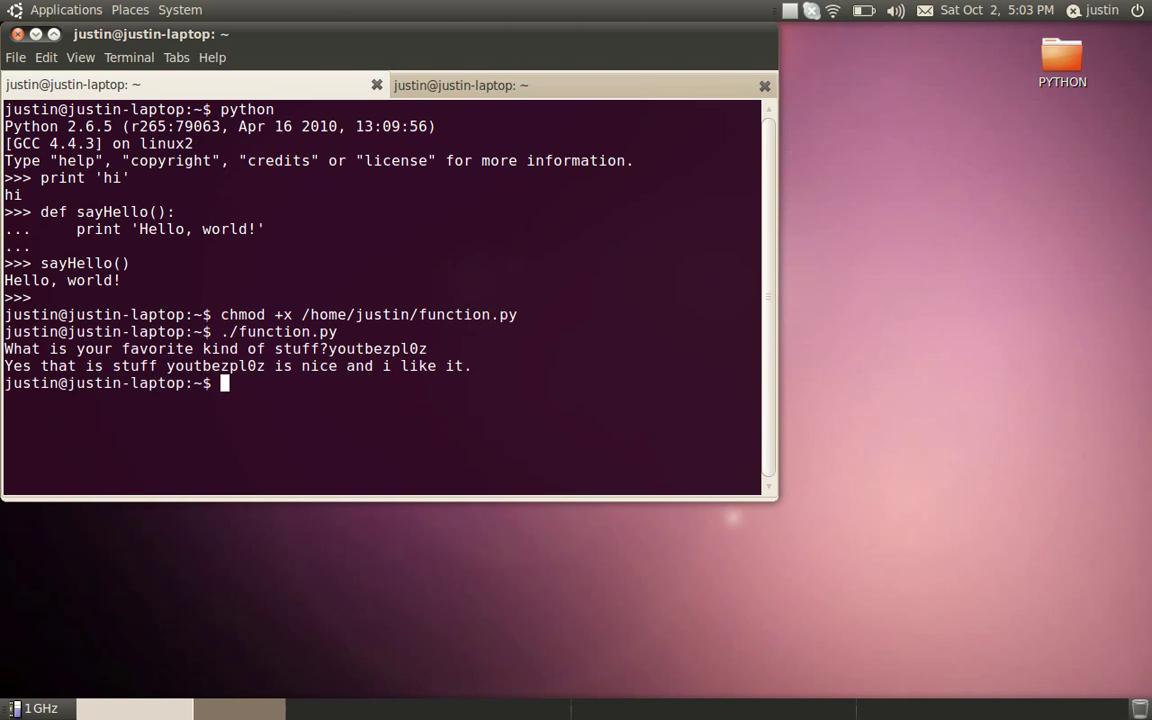 Applications Places System
Sat Oct 2, 5:03 PM justin
justin@justin-laptop: ~
File Edit View Terminal Tabs Help
justin@justin-laptop: ~
justin@justin-laptop: ~
justin@justin-laptop:~$ python
Python 2.6.5 (r265:79063, Apr 16 2010, 13:09:56)
[GCC 4.4.3] on linux2
Type "help", "copyright", "credits" or "license" for more information.
>>> print 'hi'
hi
>>> def sayHello():
...     print 'Hello, world!'
...
>>> sayHello()
Hello, world!
>>>
justin@justin-laptop:~$ chmod +x /home/justin/function.py
justin@justin-laptop:~$ ./function.py
What is your favorite kind of stuff?youtbezpl0z
Yes that is stuff youtbezpl0z is nice and i like it.
justin@justin-laptop:~$
PYTHON
1 GHz